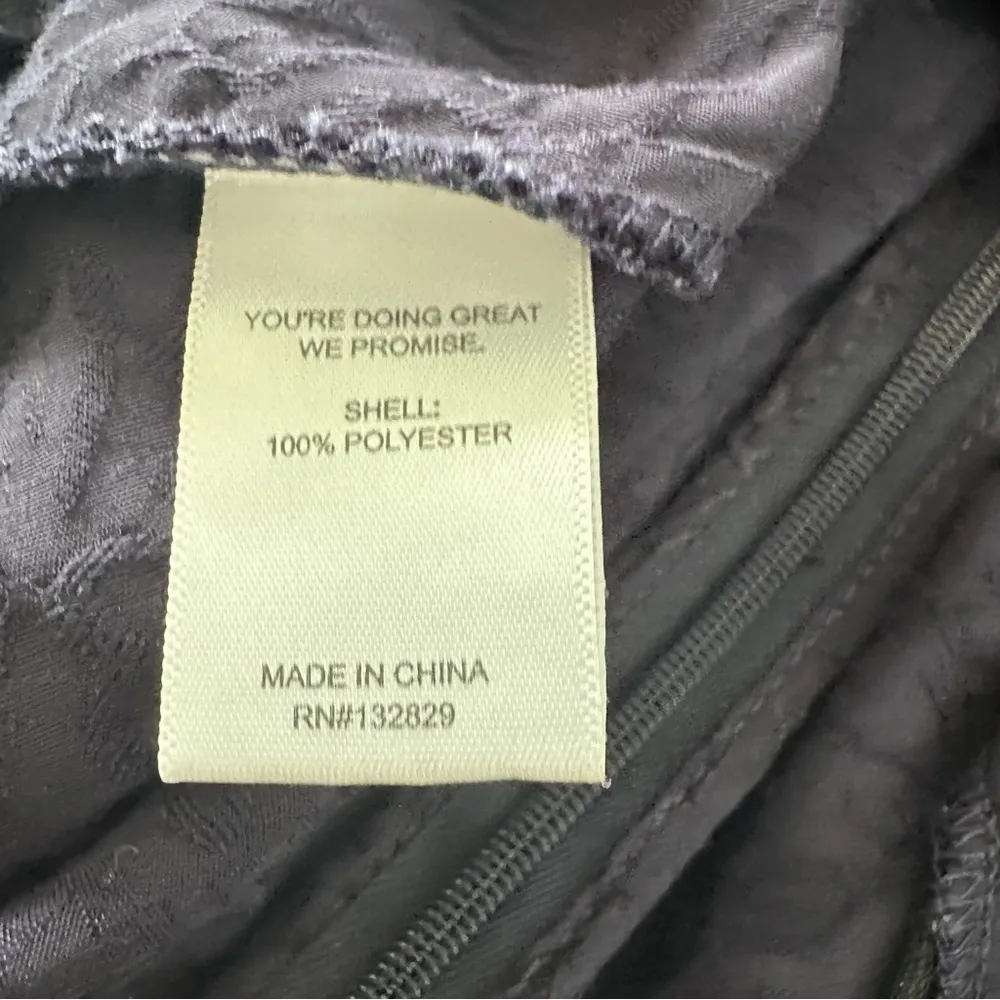 YOU'RE DOING GREAT
WE PROMISE.
SHELL:
100% POLYESTER
MADE IN CHINA
RN#132829